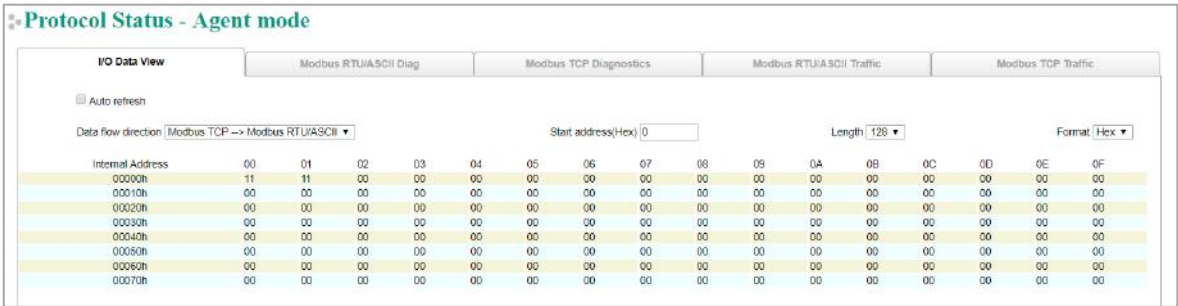 Protocol Status - Agent mode
I/O Data View Modbus RTU/ASCII Diag Modbus TCP Diagnostics Modbus RTU/ASCII Traffic Modbus TCP Traffic
Auto refresh
Data flow direction Modbus TCP --> Modbus RTU/ASCII Start address(Hex) 0 Length 128 Format Hex
Internal Address 00 01 02 03 04 05 06 07 08 09 0A 0B 0C 0D 0E 0F
00000h 11 11 00 00 00 00 00 00 00 00 00 00 00 00 00 00
00010h 00 00 00 00 00 00 00 00 00 00 00 00 00 00 00 00
00020h 00 00 00 00 00 00 00 00 00 00 00 00 00 00 00 00
00030h 00 00 00 00 00 00 00 00 00 00 00 00 00 00 00 00
00040h 00 00 00 00 00 00 00 00 00 00 00 00 00 00 00 00
00050h 00 00 00 00 00 00 00 00 00 00 00 00 00 00 00 00
00060h 00 00 00 00 00 00 00 00 00 00 00 00 00 00 00 00
00070h 00 00 00 00 00 00 00 00 00 00 00 00 00 00 00 00